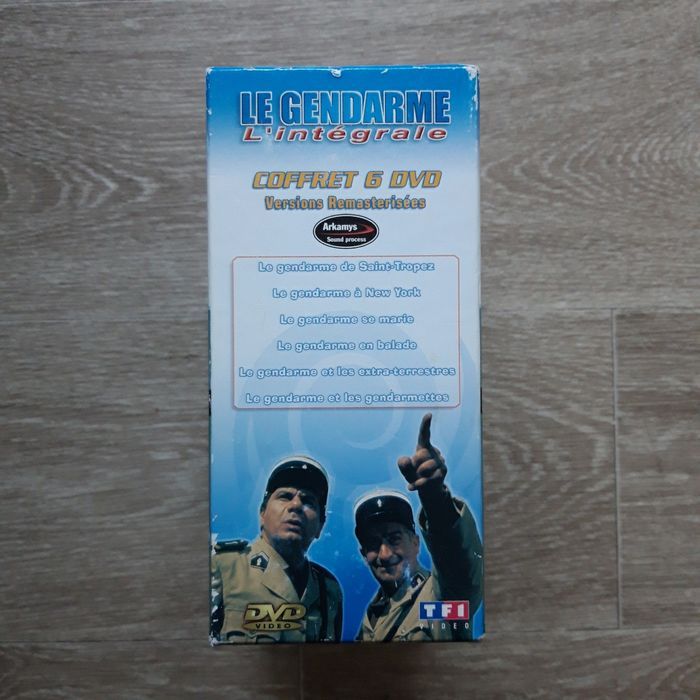 LE GENDARME
L'intégrale
COFFRET 6 DVD
Versions Remasterisées
Arkamys
Sound process
Le gendarme de Saint-Tropez
Le gendarme à New York
Le gendarme se marie
Le gendarme en balade
Le gendarme et les extra-terrestres
Le gendarme et les gendarmettes
DVD
VIDEO
TF1
VIDEO